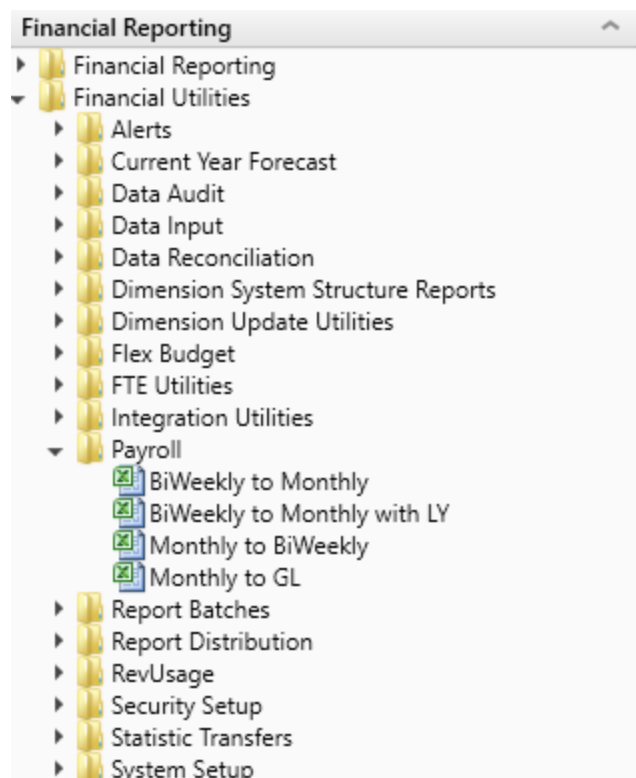 Financial Reporting
Financial Reporting
Financial Utilities
Alerts
Current Year Forecast
Data Audit
Data Input
Data Reconciliation
Dimension System Structure Reports
Dimension Update Utilities
Flex Budget
FTE Utilities
Integration Utilities
Payroll
BiWeekly to Monthly
BiWeekly to Monthly with LY
Monthly to BiWeekly
Monthly to GL
Report Batches
Report Distribution
RevUsage
Security Setup
Statistic Transfers
System Setup